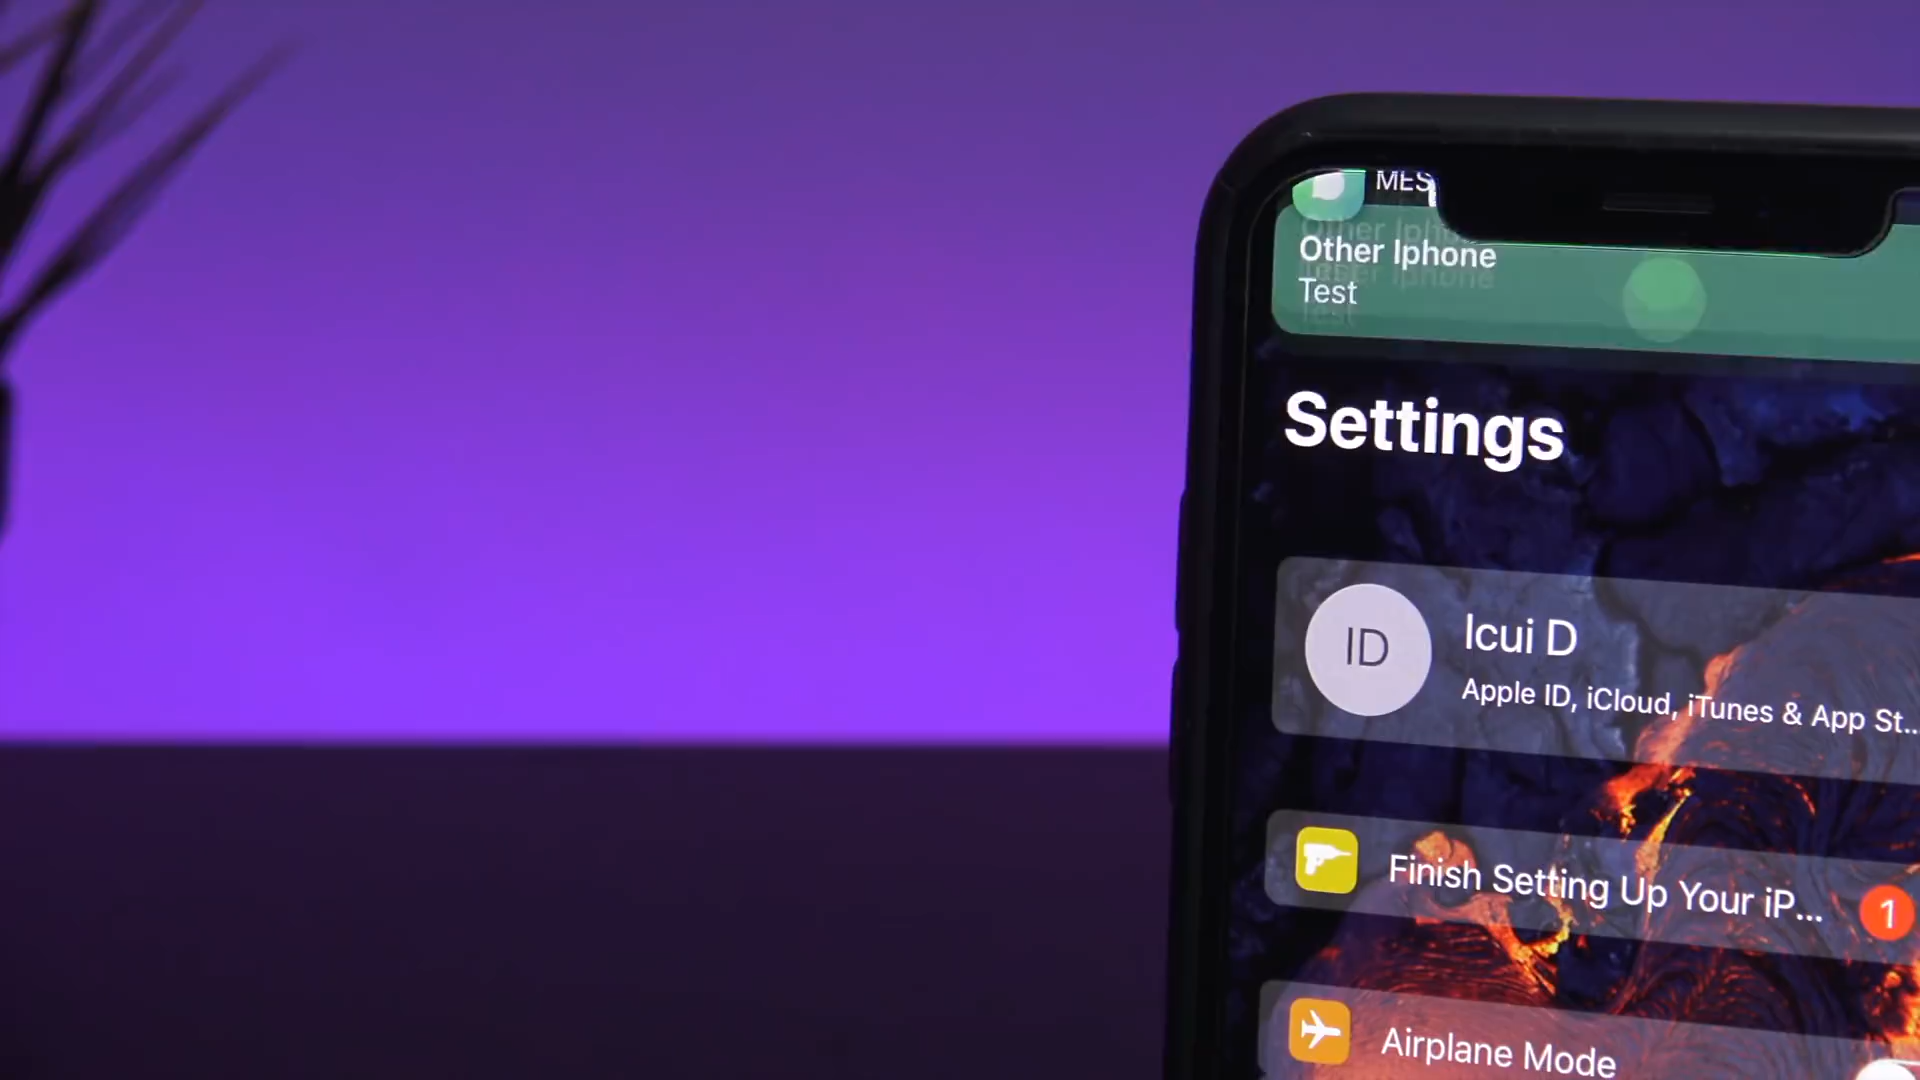 MES
Other Iphone
Test
Settings
ID
Icui D
Apple ID, iCloud, iTunes & App St...
Finish Setting Up Your iP...
1
Airplane Mode